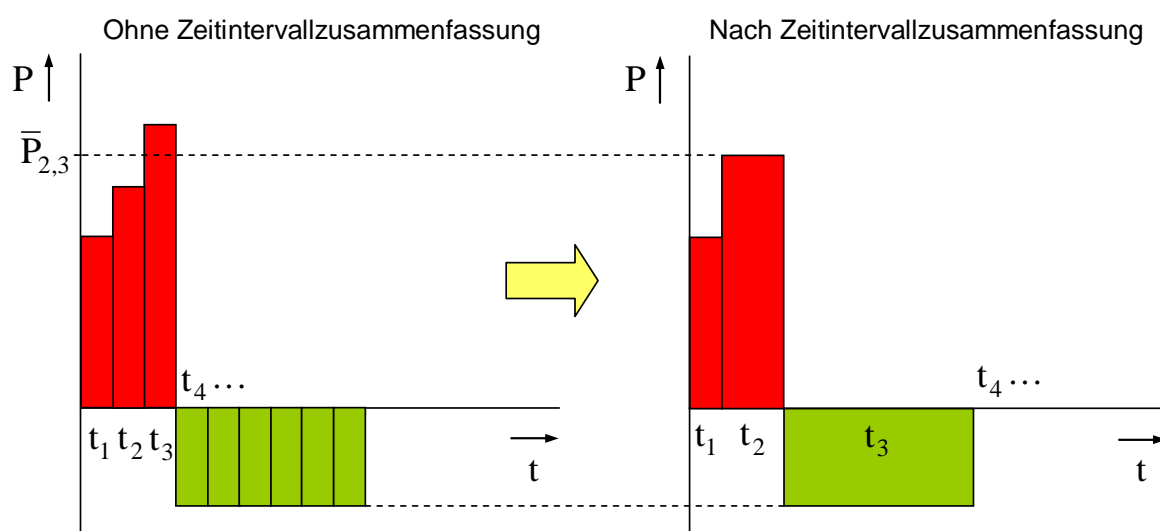 Ohne Zeitintervallzusammenfassung
P
P̅2,3
t4 ...
t1 t2 t3
t
Nach Zeitintervallzusammenfassung
P
t4 ...
t1 t2 t3
t